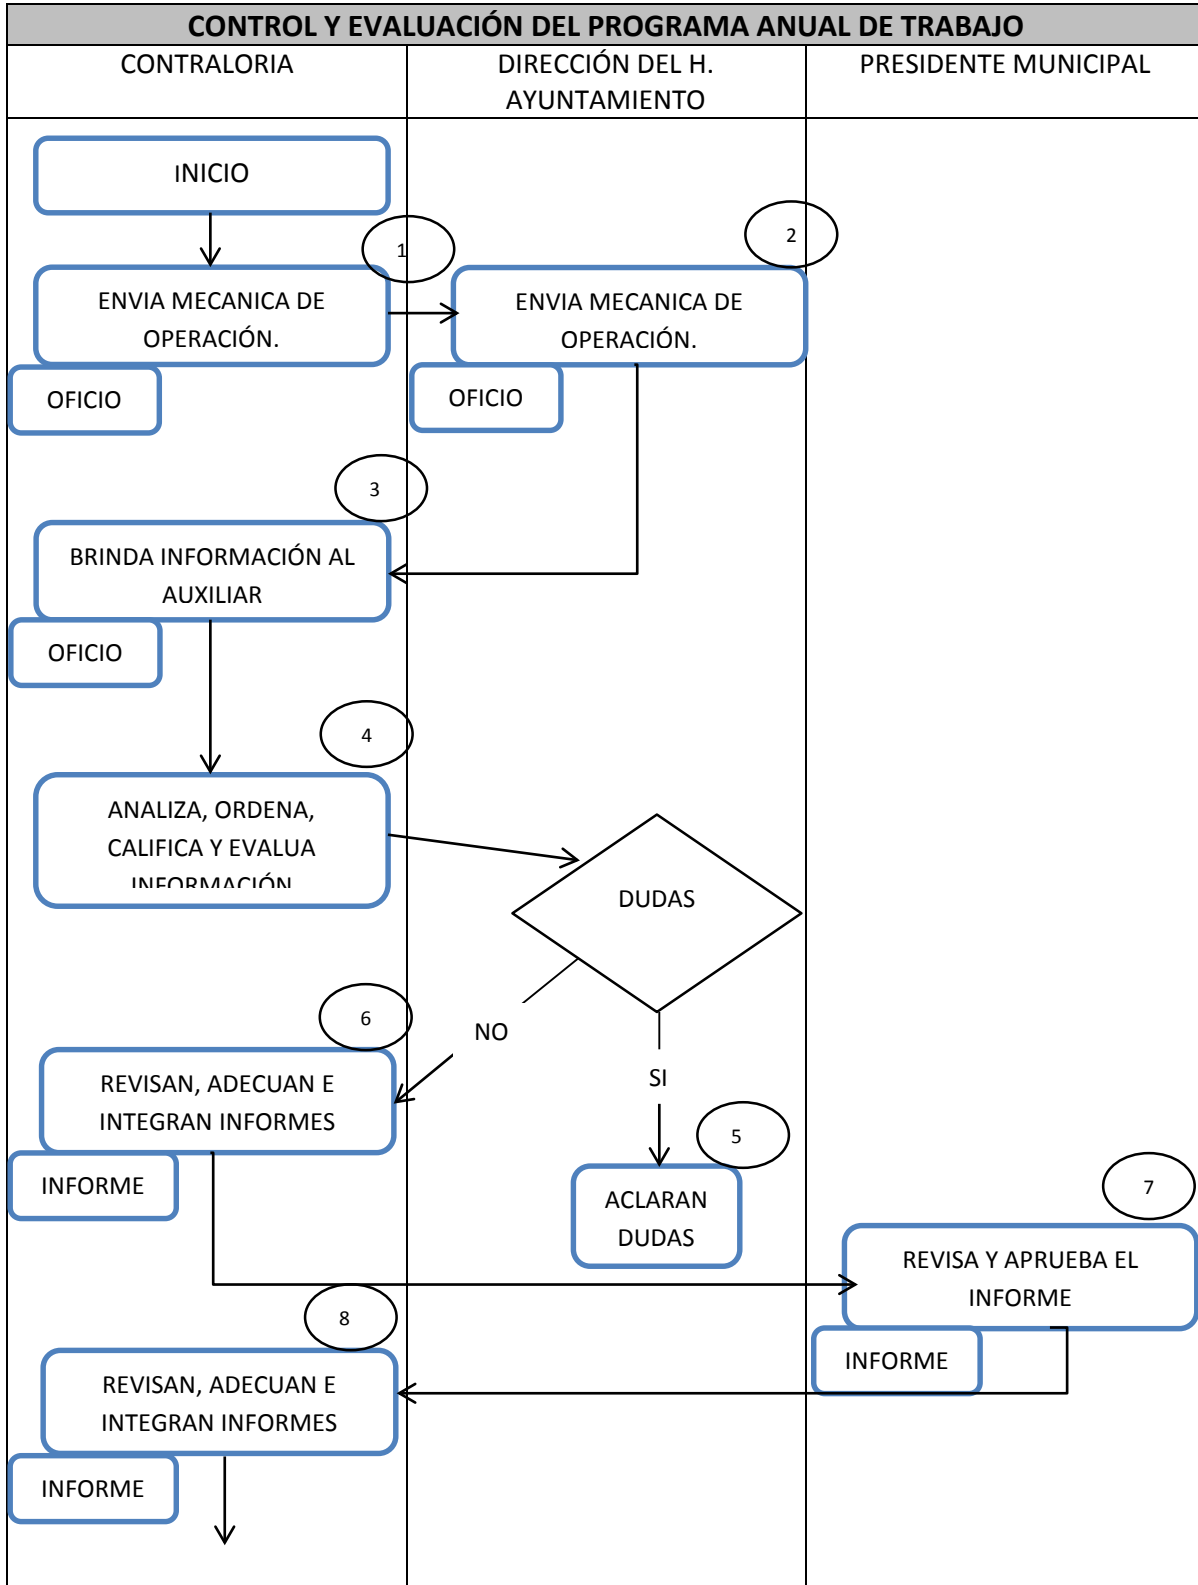 CONTROL Y EVALUACIÓN DEL PROGRAMA ANUAL DE TRABAJO
CONTRALORIA
DIRECCIÓN DEL H.
AYUNTAMIENTO
PRESIDENTE MUNICIPAL
INICIO
1
2
ENVIA MECANICA DE
OPERACIÓN.
ENVIA MECANICA DE
OPERACIÓN.
OFICIO
OFICIO
3
BRINDA INFORMACIÓN AL
AUXILIAR
OFICIO
4
ANALIZA, ORDENA,
CALIFICA Y EVALUA
INFORMACIÓN
DUDAS
NO
SI
6
REVISAN, ADECUAN E
INTEGRAN INFORMES
INFORME
5
ACLARAN
DUDAS
7
REVISA Y APRUEBA EL
INFORME
INFORME
8
REVISAN, ADECUAN E
INTEGRAN INFORMES
INFORME